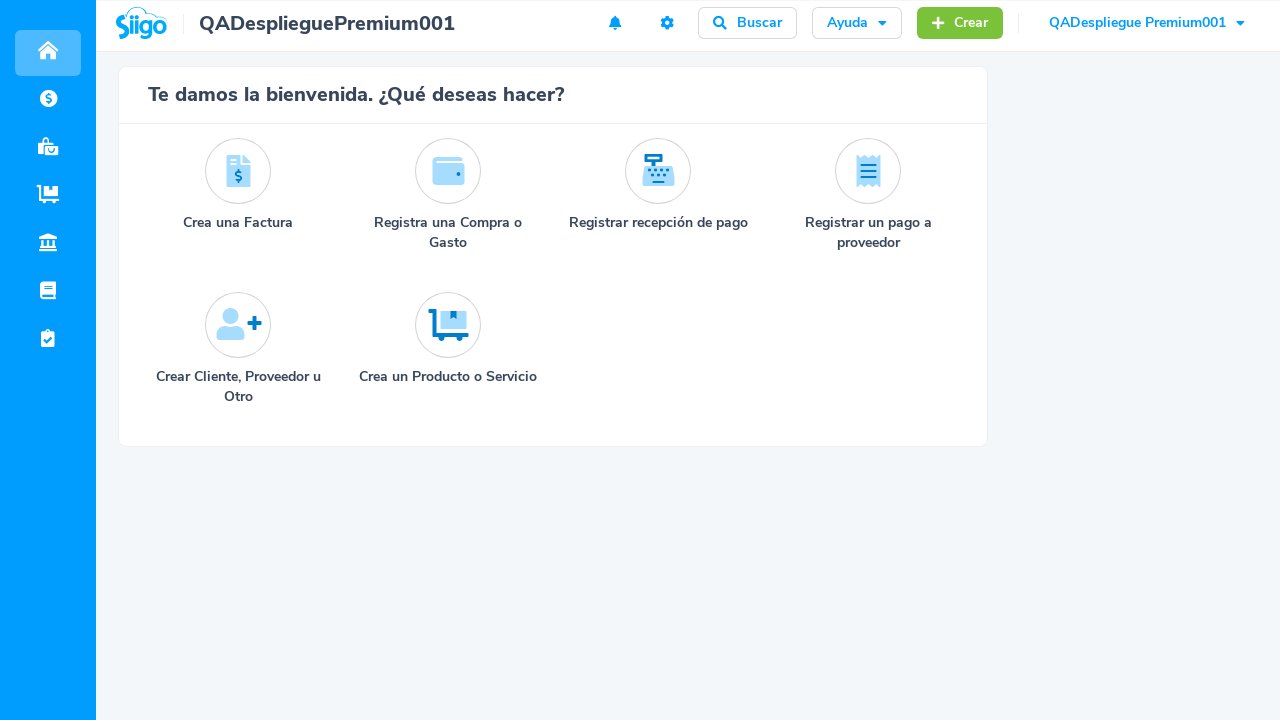 Siigo
QADesplieguePremium001
Buscar
Ayuda
Crear
QADespliegue Premium001
Te damos la bienvenida. ¿Qué deseas hacer?
Crea una Factura
Registra una Compra o
Gasto
Registrar recepción de pago
Registrar un pago a
proveedor
Crear Cliente, Proveedor u
Otro
Crea un Producto o Servicio